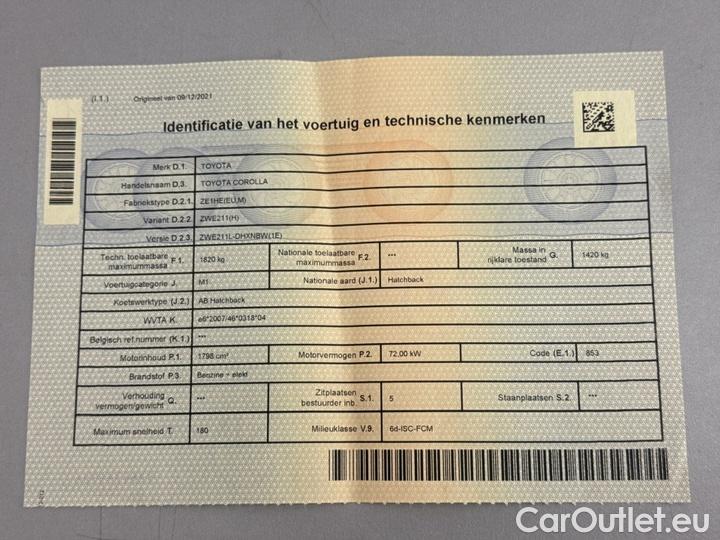 (I.1.) Origineel van 09/12/2021
Identificatie van het voertuig en technische kenmerken
Merk D.1. TOYOTA
Handelsnaam D.3. TOYOTA COROLLA
Fabriekstype D.2.1. ZE1HE(EU,M)
Variant D.2.2. ZWE211(H)
Versie D.2.3. ZWE211L-DHXNBW(1E)
Techn. toelaatbare maximummassa F.1. 1820 kg Nationale toelaatbare maximummassa F.2. *** Massa in rijklare toestand G. 1420 kg
Voertuigcategorie J. M1 Nationale aard (J.1.) Hatchback
Koetswerktype (J.2.) AB Hatchback
WVTA K. e6*2007/46*0318*04
Belgisch ref.nummer (K.1.) ***
Motorinhoud P.1. 1798 cm³ Motorvermogen P.2. 72.00 kW Code (E.1.) 853
Brandstof P.3. Benzine + elekt
Verhouding vermogen/gewicht Q. *** Zitplaatsen bestuurder inb. S.1. 5 Staanplaatsen S.2. ***
Maximum snelheid T. 180 Milieuklasse V.9. 6d-ISC-FCM
CarOutlet.eu